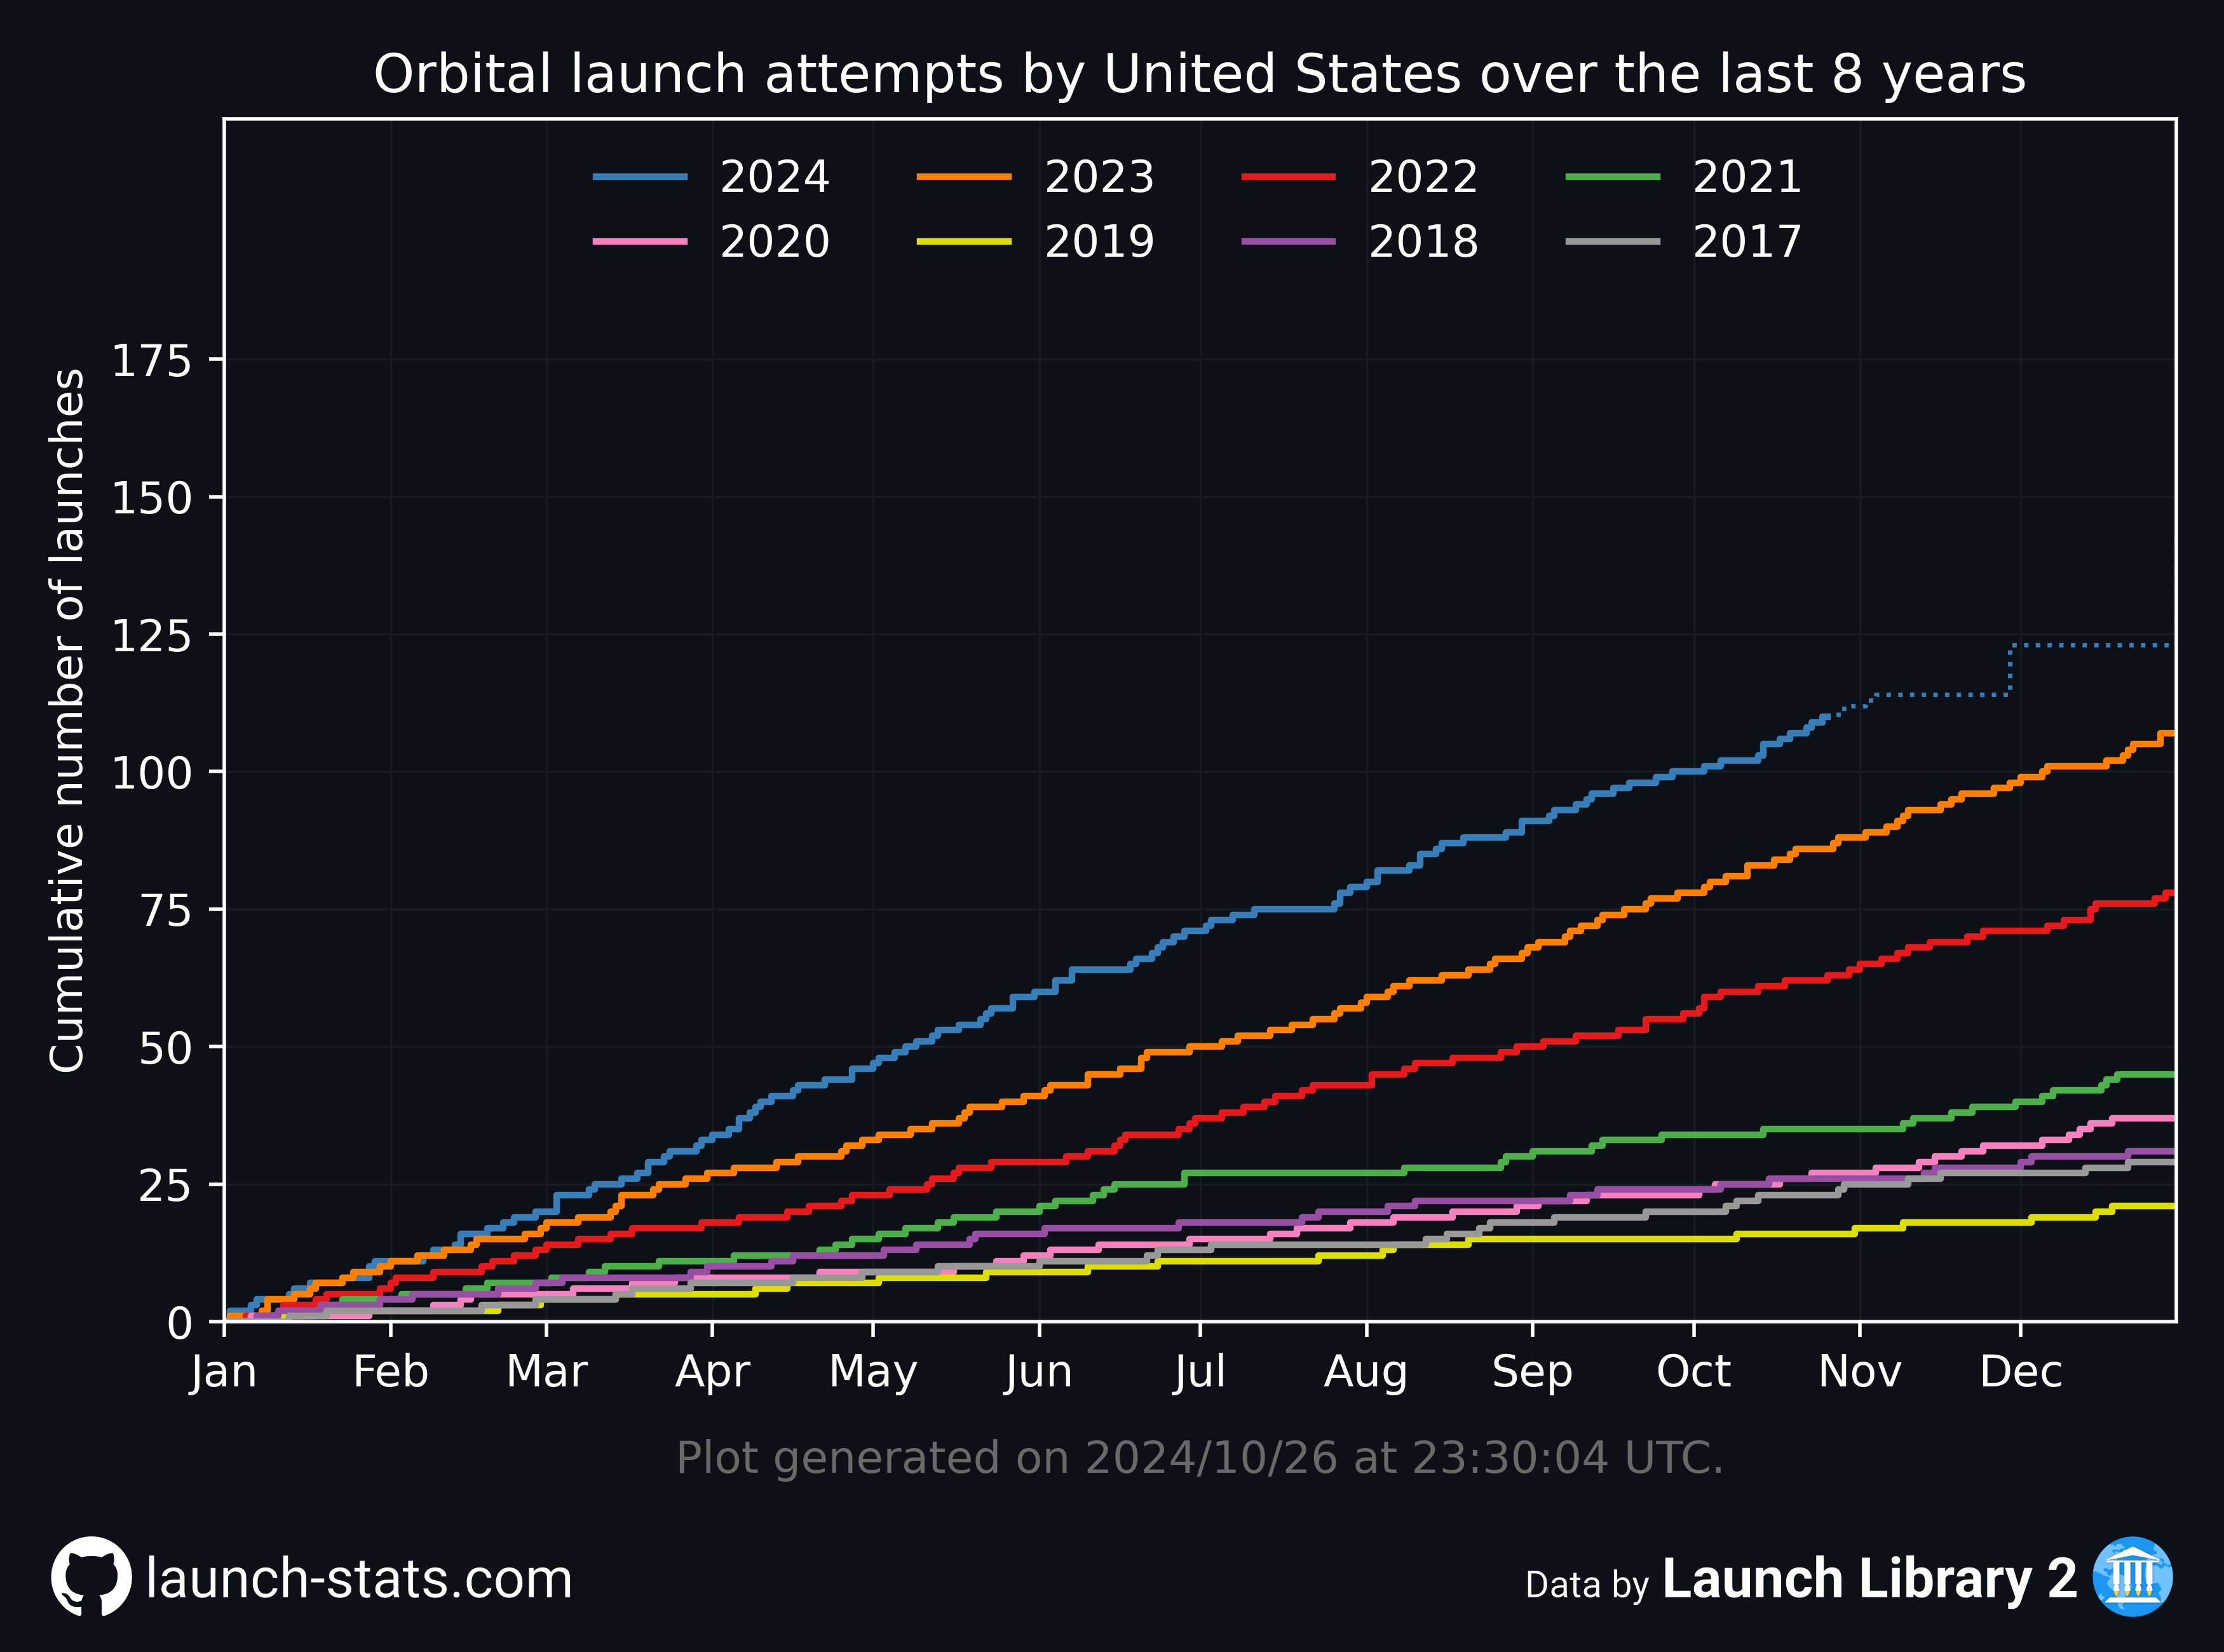 Orbital launch attempts by United States over the last 8 years
2024 2023 2022 2021
2020 2019 2018 2017
Cumulative number of launches
175
150
125
100
75
50
25
0
Jan Feb Mar Apr May Jun Jul Aug Sep Oct Nov Dec
Plot generated on 2024/10/26 at 23:30:04 UTC.
launch-stats.com
Data by Launch Library 2